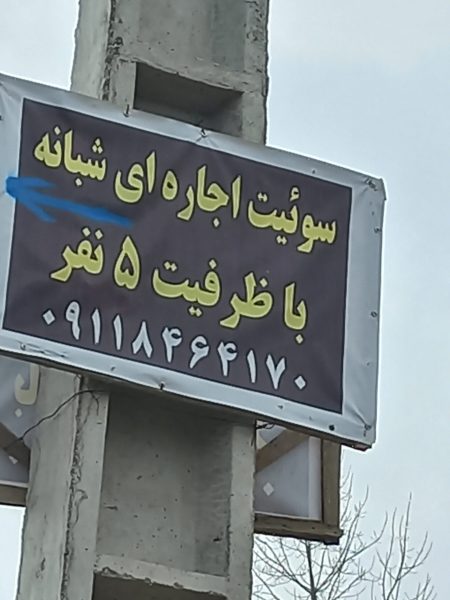 سوئیت اجاره ای شبانه
با ظرفیت ۵ نفر
۰۹۱۱۸۴۶۴۱۷۰